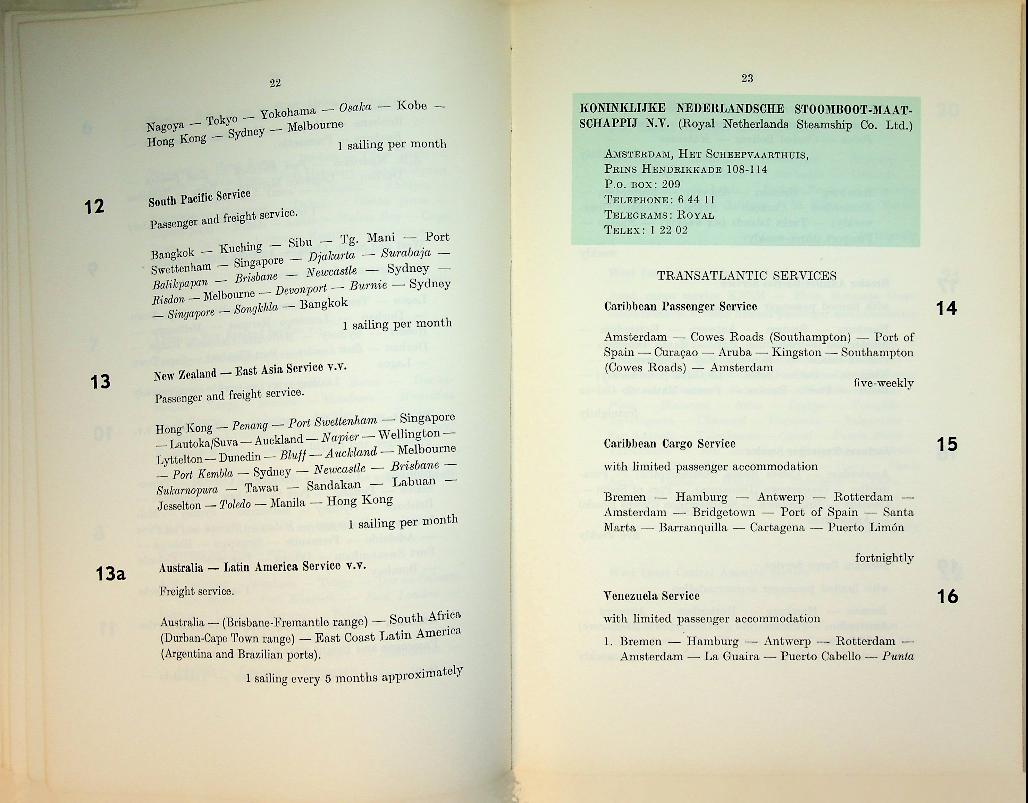 22
Nagoya — Tokyo — Yokohama — Osaka — Kobe —
Hong Kong — Sydney — Melbourne
1 sailing per month
12
South Pacific Service
Passenger and freight service.
Bangkok — Kuching — Sibu — Tg. Mani — Port
Swettenham — Singapore — Djakarta — Surabaja —
Balikpapan — Brisbane — Newcastle — Sydney —
Risdon — Melbourne — Devonport — Burnie — Sydney
— Singapore — Songkhla — Bangkok
1 sailing per month
13
New Zealand — East Asia Service v.v.
Passenger and freight service.
Hong Kong — Penang — Port Swettenham — Singapore
— Lautoka/Suva — Auckland — Napier — Wellington —
Lyttelton — Dunedin — Bluff — Auckland — Melbourne
— Port Kembla — Sydney — Newcastle — Brisbane —
Sukarnopura — Tawau — Sandakan — Labuan —
Jesselton — Toledo — Manila — Hong Kong
1 sailing per month
13a
Australia — Latin America Service v.v.
Freight service.
Australia — (Brisbane-Fremantle range) — South Africa
(Durban-Cape Town range) — East Coast Latin America
(Argentina and Brazilian ports).
1 sailing every 5 months approximately
23
KONINKLIJKE NEDERLANDSCHE STOOMBOOT-MAAT-
SCHAPPIJ N.V. (Royal Netherlands Steamship Co. Ltd.)
Amsterdam, Het Scheepvaarthuis,
Prins Hendrikkade 108-114
P.O. box: 209
Telephone: 6 44 11
Telegrams: Royal
Telex: 1 22 02
TRANSATLANTIC SERVICES
Caribbean Passenger Service
14
Amsterdam — Cowes Roads (Southampton) — Port of
Spain — Curaçao — Aruba — Kingston — Southampton
(Cowes Roads) — Amsterdam
five-weekly
Caribbean Cargo Service
15
with limited passenger accommodation
Bremen — Hamburg — Antwerp — Rotterdam —
Amsterdam — Bridgetown — Port of Spain — Santa
Marta — Barranquilla — Cartagena — Puerto Limón
fortnightly
Venezuela Service
16
with limited passenger accommodation
1. Bremen — Hamburg — Antwerp — Rotterdam —
Amsterdam — La Guaira — Puerto Cabello — Punta